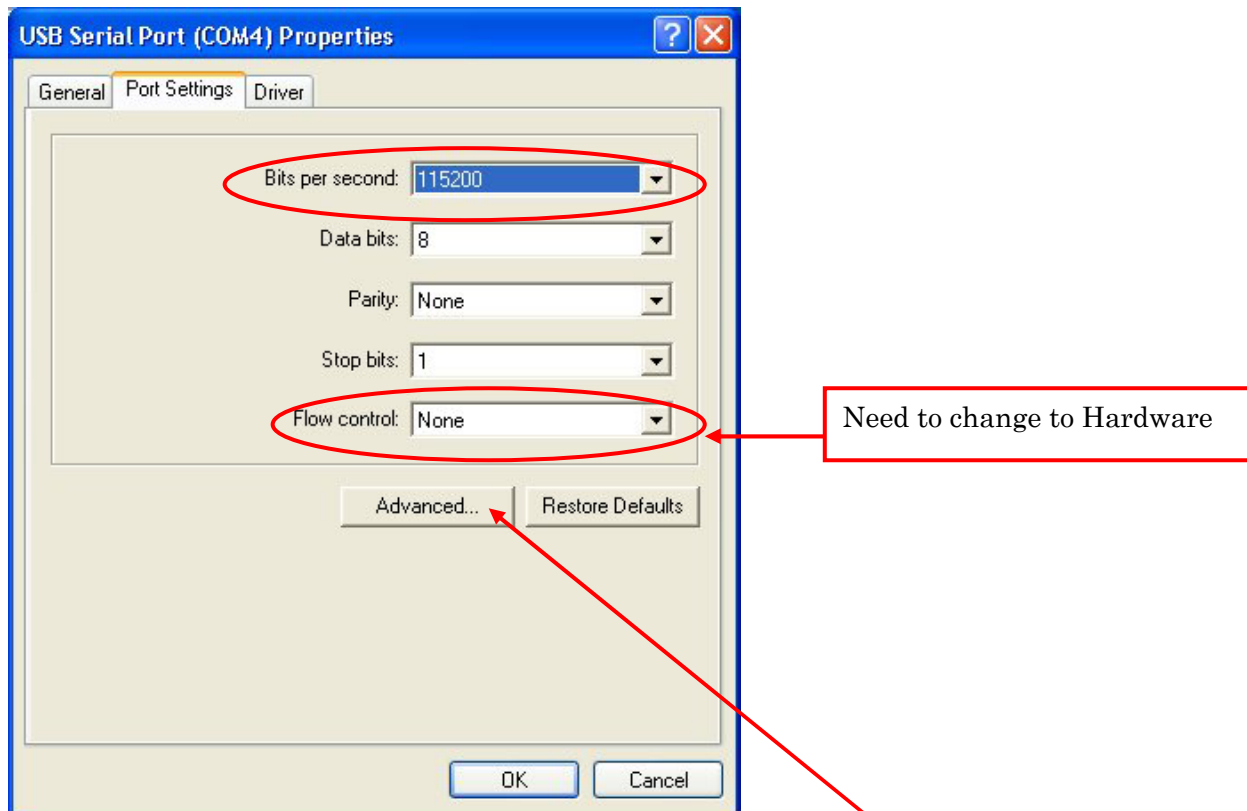 USB Serial Port (COM4) Properties
General Port Settings Driver
Bits per second: 115200
Data bits: 8
Parity: None
Stop bits: 1
Flow control: None
Need to change to Hardware
Advanced... Restore Defaults
OK Cancel